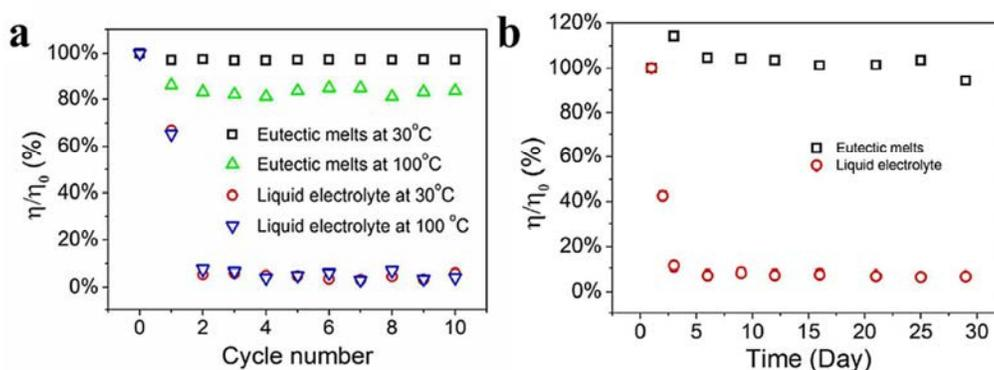 a
100%
80%
60%
40%
20%
0%
η/η₀ (%)
Eutectic melts at 30°C
Eutectic melts at 100°C
Liquid electrolyte at 30°C
Liquid electrolyte at 100 °C
0 2 4 6 8 10
Cycle number
b
120%
100%
80%
60%
40%
20%
0%
η/η₀ (%)
Eutectic melts
Liquid electrolyte
0 5 10 15 20 25 30
Time (Day)